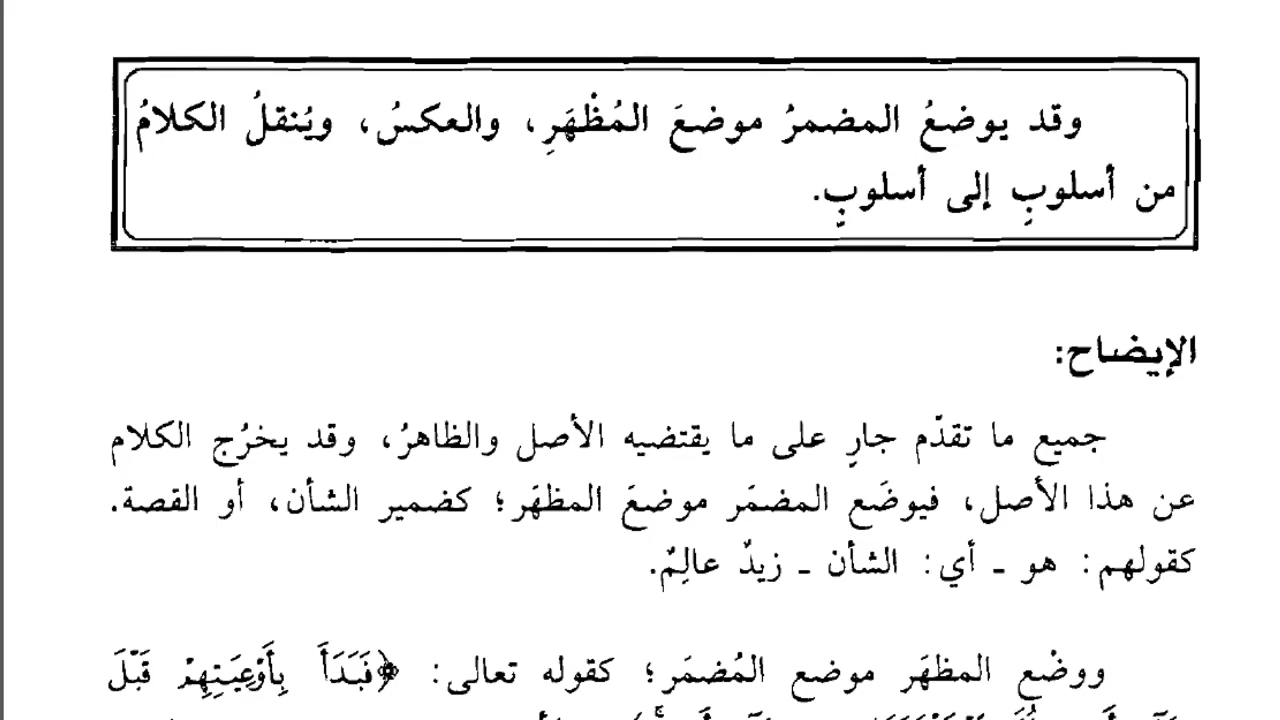 وقد يوضعُ المضمرُ موضعَ المُظْهَرِ، والعكسُ، ويُنقلُ الكلامُ
من أسلوبٍ إلى أسلوبٍ.
الإيضاح:
جميع ما تقدّم جارٍ على ما يقتضيه الأصل والظاهرُ، وقد يخرُج الكلام
عن هذا الأصل، فيوضَع المضمَر موضعَ المظهَر؛ كضمير الشأن، أو القصة.
كقولهم: هو ـ أي: الشأن ـ زيدٌ عالِمٌ.
ووضْع المظهَر موضع المُضمَر؛ كقوله تعالى: ﴿فَبَدَأَ بِأَوْعِيَتِهِمْ قَبْلَ